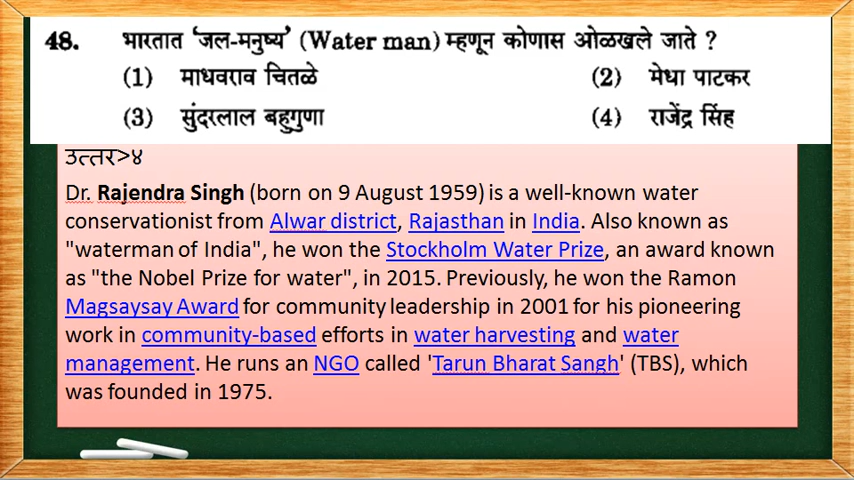 48. भारतात 'जल-मनुष्य' (Water man) म्हणून कोणास ओळखले जाते ?
(1) माधवराव चितळे (2) मेधा पाटकर
(3) सुंदरलाल बहुगुणा (4) राजेंद्र सिंह
उत्तर>४
Dr. Rajendra Singh (born on 9 August 1959) is a well-known water
conservationist from Alwar district, Rajasthan in India. Also known as
"waterman of India", he won the Stockholm Water Prize, an award known
as "the Nobel Prize for water", in 2015. Previously, he won the Ramon
Magsaysay Award for community leadership in 2001 for his pioneering
work in community-based efforts in water harvesting and water
management. He runs an NGO called 'Tarun Bharat Sangh' (TBS), which
was founded in 1975.